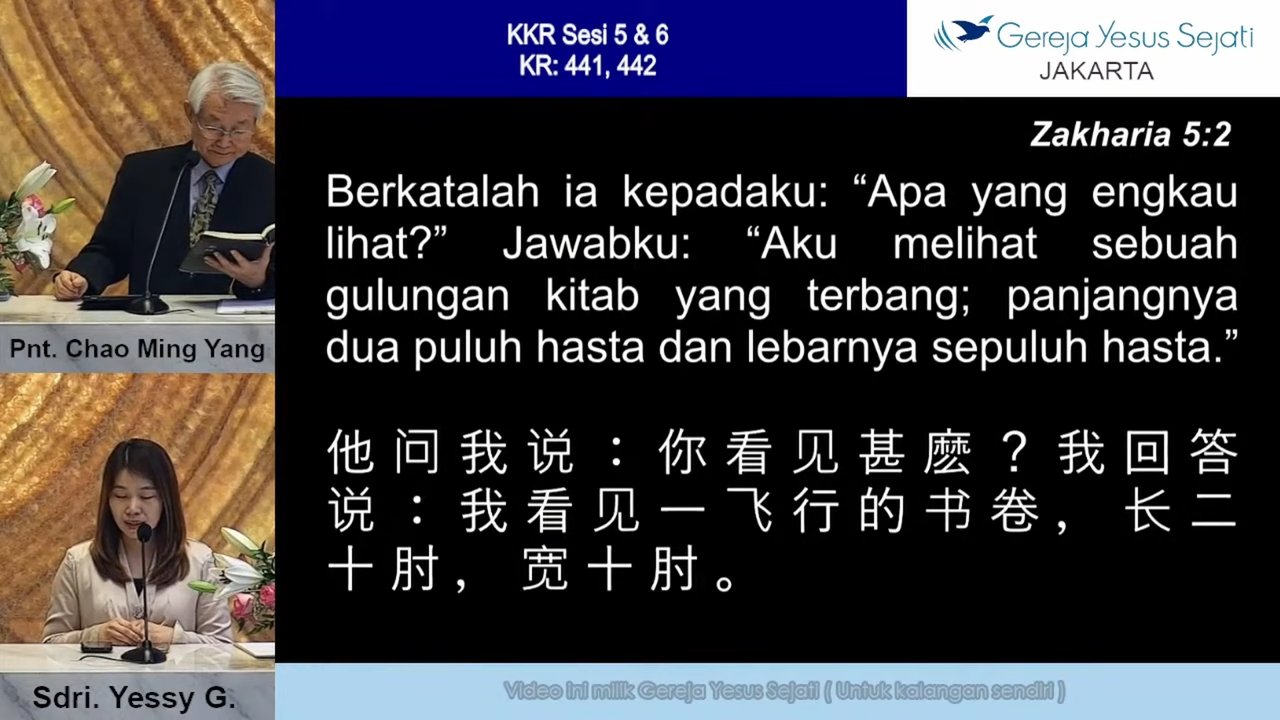 KKR Sesi 5 & 6
KR: 441, 442
Gereja Yesus Sejati
JAKARTA
Zakharia 5:2
Berkatalah ia kepadaku: “Apa yang engkau
lihat?” Jawabku: “Aku melihat sebuah
gulungan kitab yang terbang; panjangnya
dua puluh hasta dan lebarnya sepuluh hasta.”
他问我说：你看见甚麽？我回答
说：我看见一飞行的书卷，长二
十肘，宽十肘。
Pnt. Chao Ming Yang
Sdri. Yessy G.
Video ini milik Gereja Yesus Sejati ( Untuk kalangan sendiri )